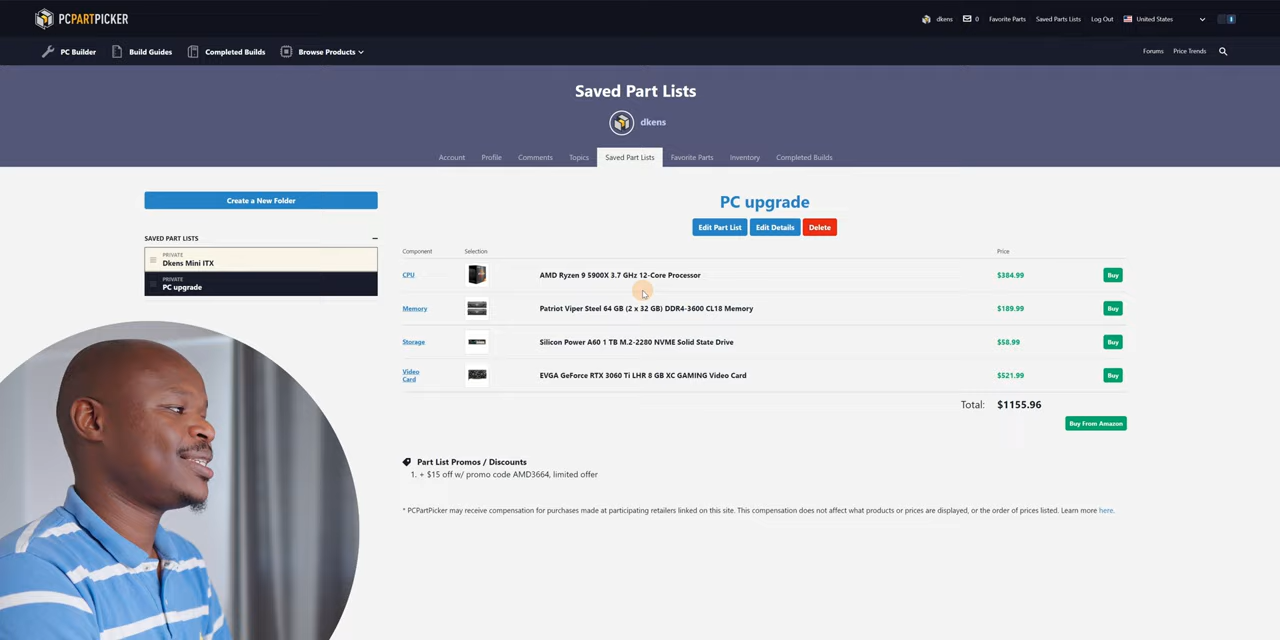 PCPARTPICKER
dkens
0
Favorite Parts
Saved Parts Lists
Log Out
United States
PC Builder
Build Guides
Completed Builds
Browse Products
Forums
Price Trends
Saved Part Lists
dkens
Account
Profile
Comments
Topics
Saved Part Lists
Favorite Parts
Inventory
Completed Builds
Create a New Folder
SAVED PART LISTS
PRIVATE
Dkens Mini ITX
PRIVATE
PC upgrade
PC upgrade
Edit Part List
Edit Details
Delete
Component Selection Price
CPU AMD Ryzen 9 5900X 3.7 GHz 12-Core Processor $384.99 Buy
Memory Patriot Viper Steel 64 GB (2 x 32 GB) DDR4-3600 CL18 Memory $189.99 Buy
Storage Silicon Power A60 1 TB M.2-2280 NVME Solid State Drive $58.99 Buy
Video
Card EVGA GeForce RTX 3060 Ti LHR 8 GB XC GAMING Video Card $521.99 Buy
Total: $1155.96
Buy From Amazon
Part List Promos / Discounts
1. + $15 off w/ promo code AMD3664, limited offer
* PCPartPicker may receive compensation for purchases made at participating retailers linked on this site. This compensation does not affect what products or prices are displayed, or the order of prices listed. Learn more here.